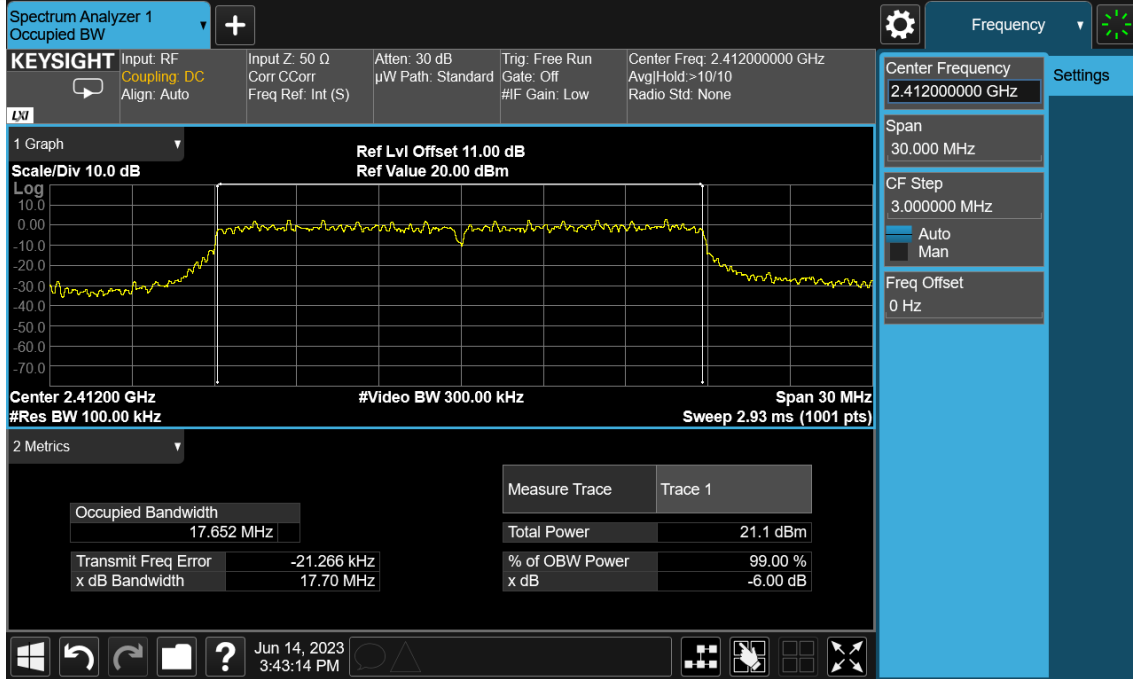 Spectrum Analyzer 1
Occupied BW
Frequency
KEYSIGHT
LXI
Input: RF
Coupling: DC
Align: Auto
Input Z: 50 Ω
Corr CCorr
Freq Ref: Int (S)
Atten: 30 dB
µW Path: Standard
Trig: Free Run
Gate: Off
#IF Gain: Low
Center Freq: 2.412000000 GHz
Avg|Hold:>10/10
Radio Std: None
1 Graph
Scale/Div 10.0 dB
Ref Lvl Offset 11.00 dB
Ref Value 20.00 dBm
Log
10.0
0.00
-10.0
-20.0
-30.0
-40.0
-50.0
-60.0
-70.0
Center 2.41200 GHz
#Res BW 100.00 kHz
#Video BW 300.00 kHz
Span 30 MHz
Sweep 2.93 ms (1001 pts)
2 Metrics
Occupied Bandwidth
17.652 MHz
Transmit Freq Error -21.266 kHz
x dB Bandwidth 17.70 MHz
Measure Trace Trace 1
Total Power 21.1 dBm
% of OBW Power 99.00 %
x dB -6.00 dB
?
Jun 14, 2023
3:43:14 PM
Center Frequency
2.412000000 GHz
Span
30.000 MHz
CF Step
3.000000 MHz
Auto
Man
Freq Offset
0 Hz
Settings